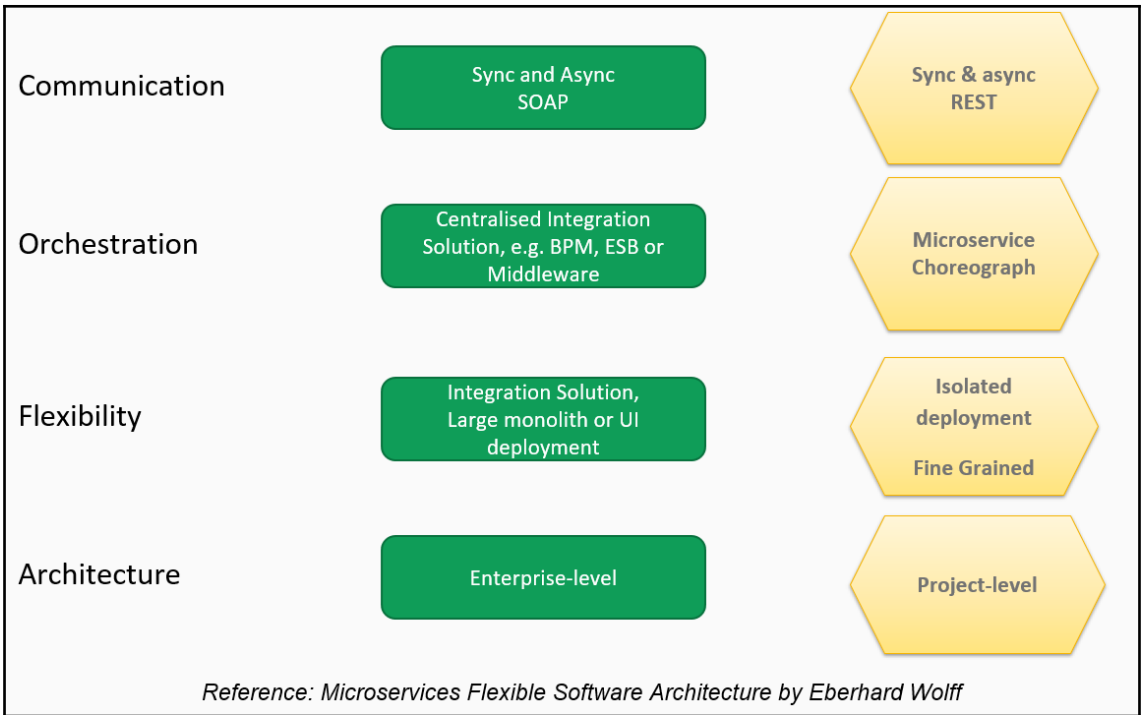 Communication
Sync and Async
SOAP
Sync & async
REST
Orchestration
Centralised Integration
Solution, e.g. BPM, ESB or
Middleware
Microservice
Choreograph
Flexibility
Integration Solution,
Large monolith or UI
deployment
Isolated
deployment
Fine Grained
Architecture
Enterprise-level
Project-level
Reference: Microservices Flexible Software Architecture by Eberhard Wolff